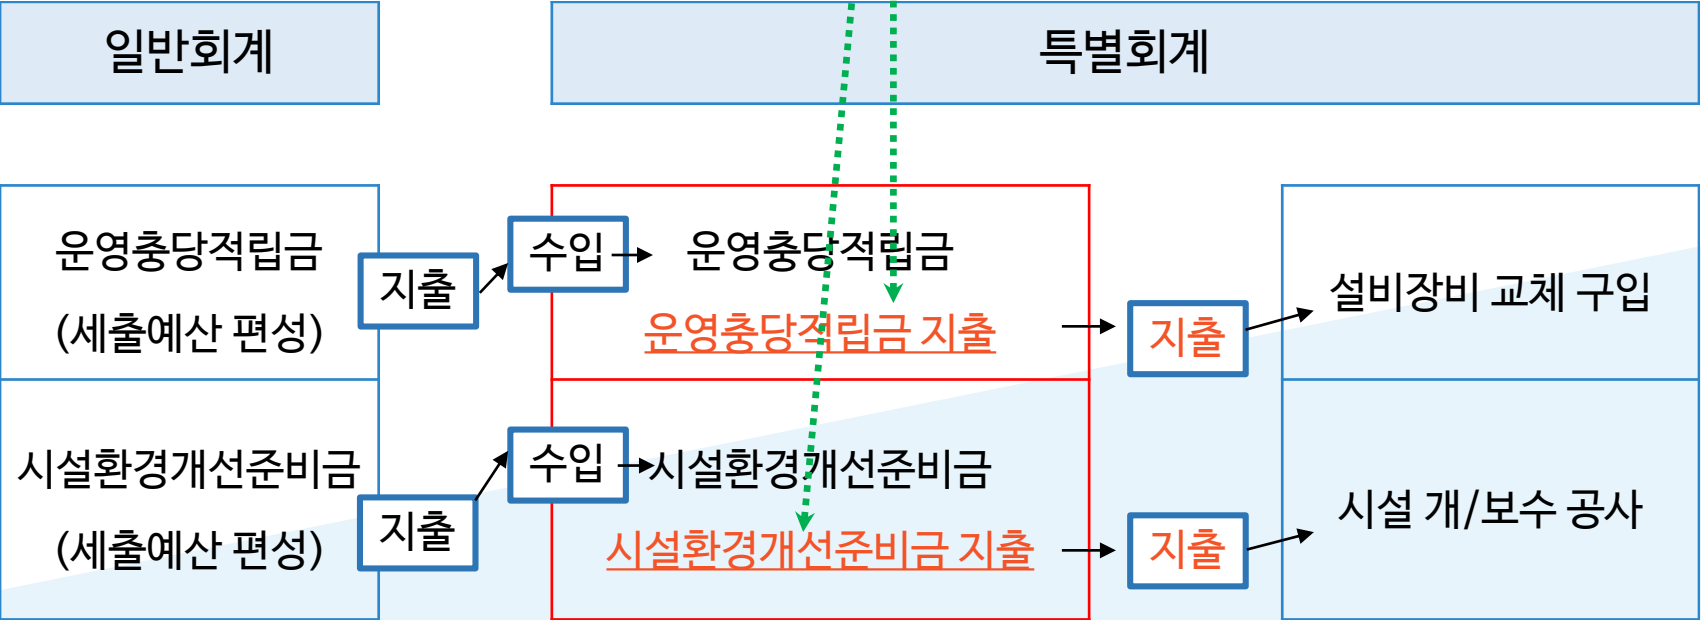 일반회계
특별회계
운영충당적립금
(세출예산 편성)
지출
수입
운영충당적립금
운영충당적립금 지출
지출
설비장비 교체 구입
시설환경개선준비금
(세출예산 편성)
지출
수입
시설환경개선준비금
시설환경개선준비금 지출
지출
시설 개/보수 공사